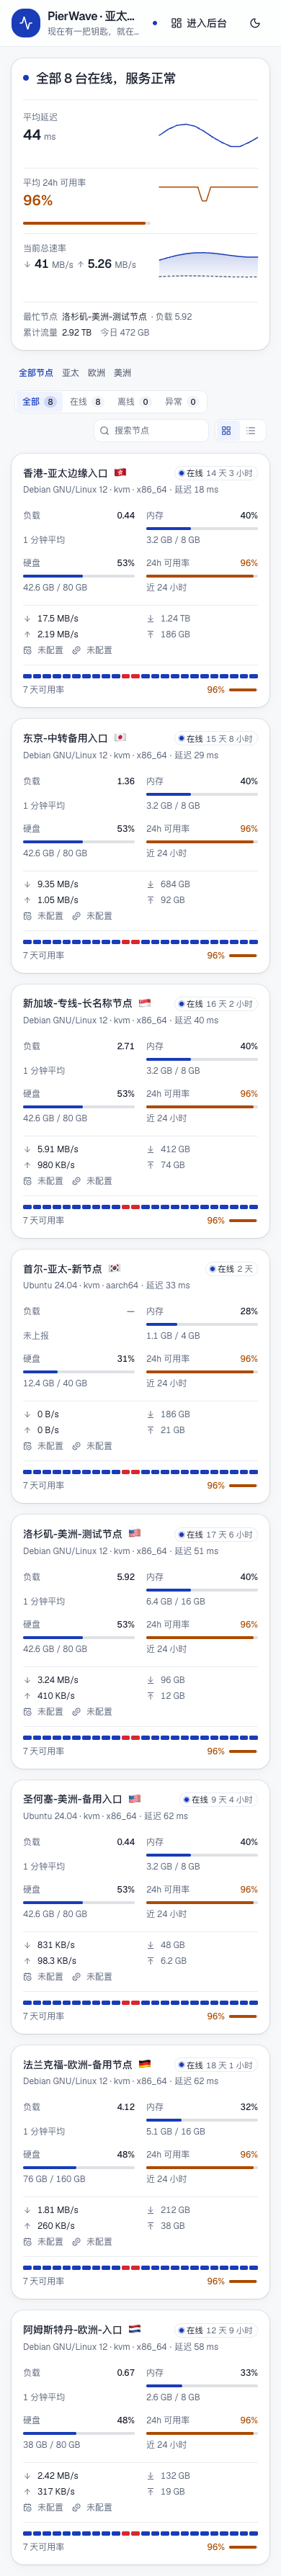 PierWave · 亚太…
现在有一把钥匙，就在…
进入后台
全部 8 台在线，服务正常
平均延迟
44 ms
平均 24h 可用率
96%
当前总速率
↓ 41 MB/s ↑ 5.26 MB/s
最忙节点 洛杉矶-美洲-测试节点 · 负载 5.92
累计流量 2.92 TB 今日 472 GB
全部节点 亚太 欧洲 美洲
全部 8 在线 8 离线 0 异常 0
搜索节点
香港-亚太边缘入口 在线 14 天 3 小时
Debian GNU/Linux 12 · kvm · x86_64 · 延迟 18 ms
负载 0.44 内存 40%
1 分钟平均 3.2 GB / 8 GB
硬盘 53% 24h 可用率 96%
42.6 GB / 80 GB 近 24 小时
↓ 17.5 MB/s 1.24 TB
↑ 2.19 MB/s 186 GB
未配置 未配置
7 天可用率 96%
东京-中转备用入口 在线 15 天 8 小时
Debian GNU/Linux 12 · kvm · x86_64 · 延迟 29 ms
负载 1.36 内存 40%
1 分钟平均 3.2 GB / 8 GB
硬盘 53% 24h 可用率 96%
42.6 GB / 80 GB 近 24 小时
↓ 9.35 MB/s 684 GB
↑ 1.05 MB/s 92 GB
未配置 未配置
7 天可用率 96%
新加坡-专线-长名称节点 在线 16 天 2 小时
Debian GNU/Linux 12 · kvm · x86_64 · 延迟 40 ms
负载 2.71 内存 40%
1 分钟平均 3.2 GB / 8 GB
硬盘 53% 24h 可用率 96%
42.6 GB / 80 GB 近 24 小时
↓ 5.91 MB/s 412 GB
↑ 980 KB/s 74 GB
未配置 未配置
7 天可用率 96%
首尔-亚太-新节点 在线 2 天
Ubuntu 24.04 · kvm · aarch64 · 延迟 33 ms
负载 — 内存 28%
未上报 1.1 GB / 4 GB
硬盘 31% 24h 可用率 96%
12.4 GB / 40 GB 近 24 小时
↓ 0 B/s 186 GB
↑ 0 B/s 21 GB
未配置 未配置
7 天可用率 96%
洛杉矶-美洲-测试节点 在线 17 天 6 小时
Debian GNU/Linux 12 · kvm · x86_64 · 延迟 51 ms
负载 5.92 内存 40%
1 分钟平均 6.4 GB / 16 GB
硬盘 53% 24h 可用率 96%
42.6 GB / 80 GB 近 24 小时
↓ 3.24 MB/s 96 GB
↑ 410 KB/s 12 GB
未配置 未配置
7 天可用率 96%
圣何塞-美洲-备用入口 在线 9 天 4 小时
Ubuntu 24.04 · kvm · x86_64 · 延迟 62 ms
负载 0.44 内存 40%
1 分钟平均 3.2 GB / 8 GB
硬盘 53% 24h 可用率 96%
42.6 GB / 80 GB 近 24 小时
↓ 831 KB/s 48 GB
↑ 98.3 KB/s 6.2 GB
未配置 未配置
7 天可用率 96%
法兰克福-欧洲-备用节点 在线 18 天 1 小时
Debian GNU/Linux 12 · kvm · x86_64 · 延迟 62 ms
负载 4.12 内存 32%
1 分钟平均 5.1 GB / 16 GB
硬盘 48% 24h 可用率 96%
76 GB / 160 GB 近 24 小时
↓ 1.81 MB/s 212 GB
↑ 260 KB/s 38 GB
未配置 未配置
7 天可用率 96%
阿姆斯特丹-欧洲-入口 在线 12 天 9 小时
Debian GNU/Linux 12 · kvm · x86_64 · 延迟 58 ms
负载 0.67 内存 33%
1 分钟平均 2.6 GB / 8 GB
硬盘 48% 24h 可用率 96%
38 GB / 80 GB 近 24 小时
↓ 2.42 MB/s 132 GB
↑ 317 KB/s 19 GB
未配置 未配置
7 天可用率 96%